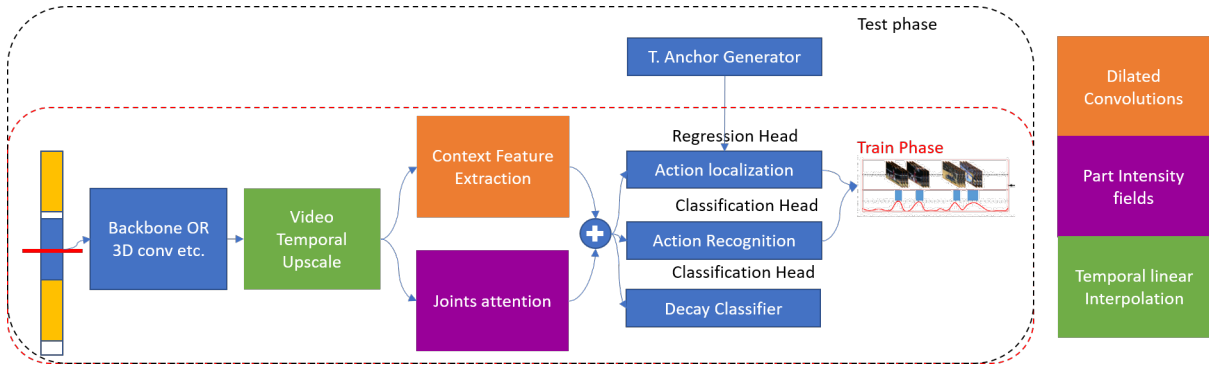 Test phase
T. Anchor Generator
Dilated
Convolutions
Regression Head
Train Phase
Context Feature
Extraction
Action localization
Part Intensity
fields
Classification Head
Backbone OR
3D conv etc.
Video
Temporal
Upscale
Action Recognition
Classification Head
Joints attention
Decay Classifier
Temporal linear
Interpolation